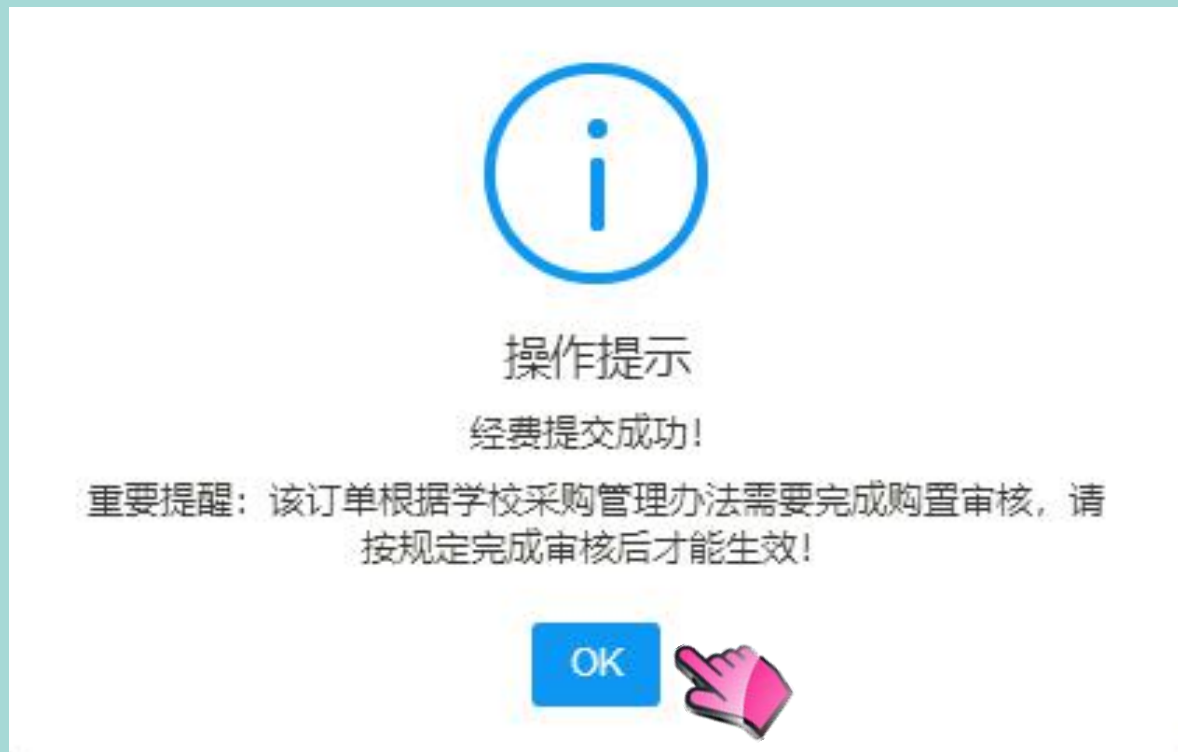 操作提示
经费提交成功！
重要提醒：该订单根据学校采购管理办法需要完成购置审核，请
按规定完成审核后才能生效！
OK